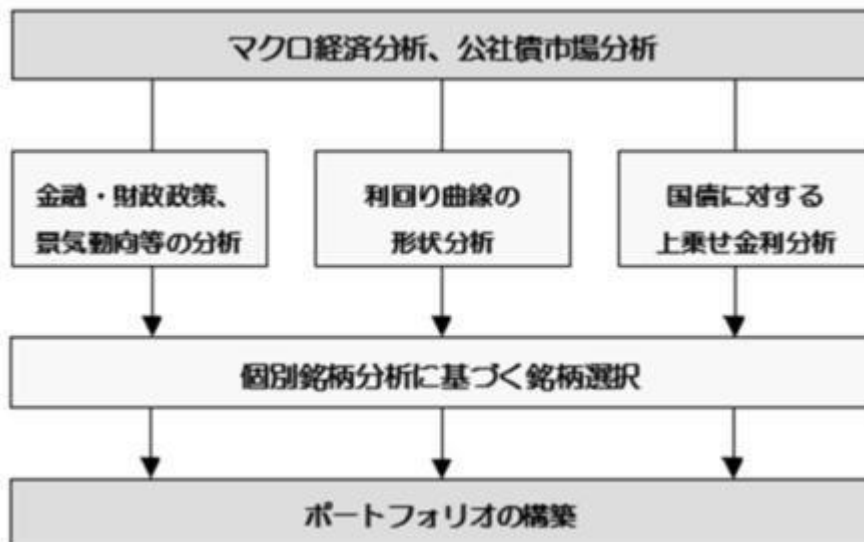 マクロ経済分析、公社債市場分析
金融・財政政策、
景気動向等の分析
利回り曲線の
形状分析
国債に対する
上乗せ金利分析
個別銘柄分析に基づく銘柄選択
ポートフォリオの構築